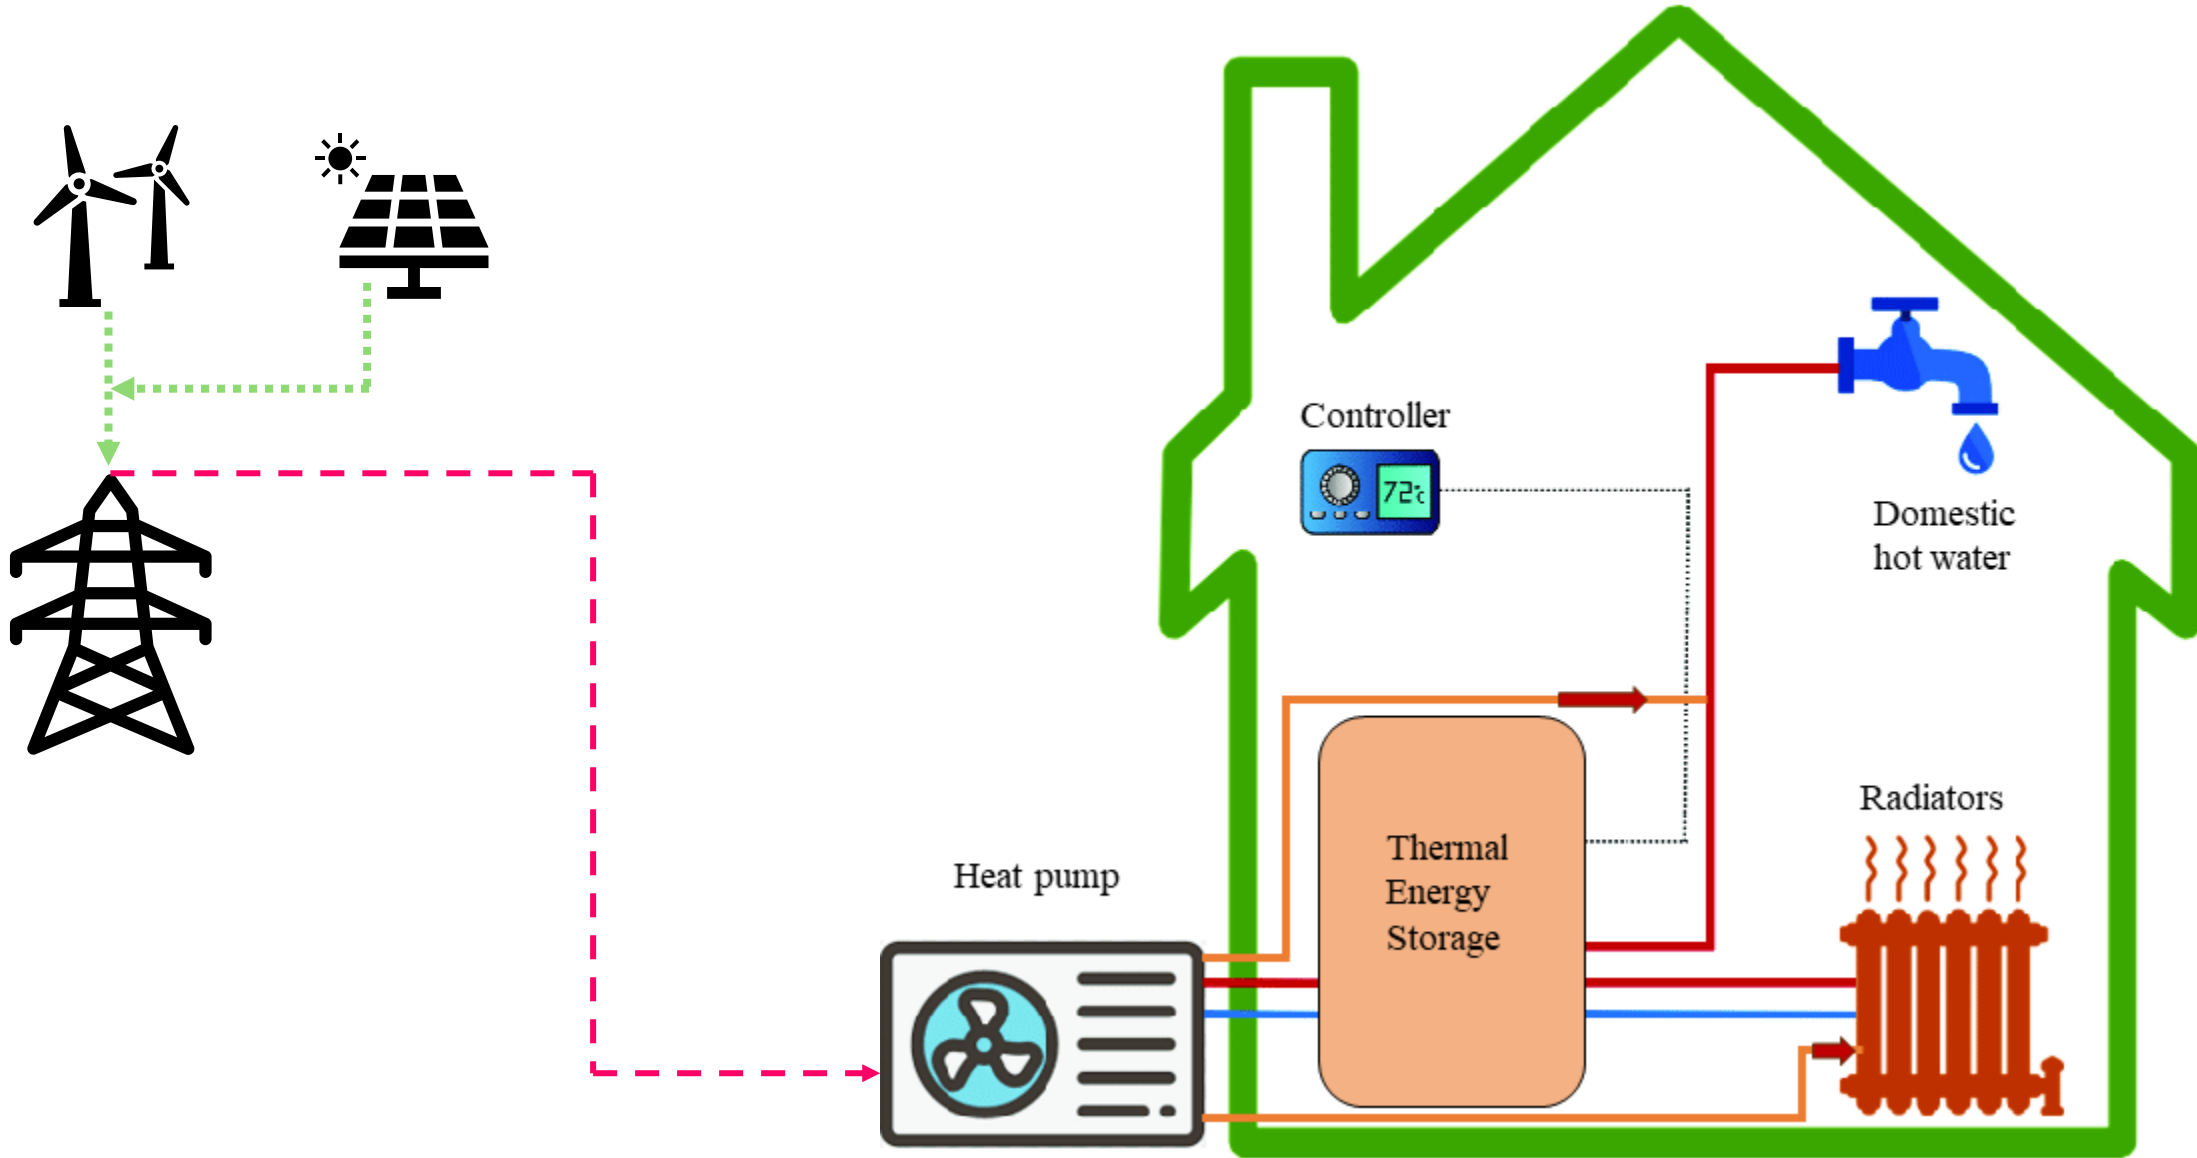 Controller
72℃
Domestic
hot water
Radiators
Thermal
Energy
Storage
Heat pump